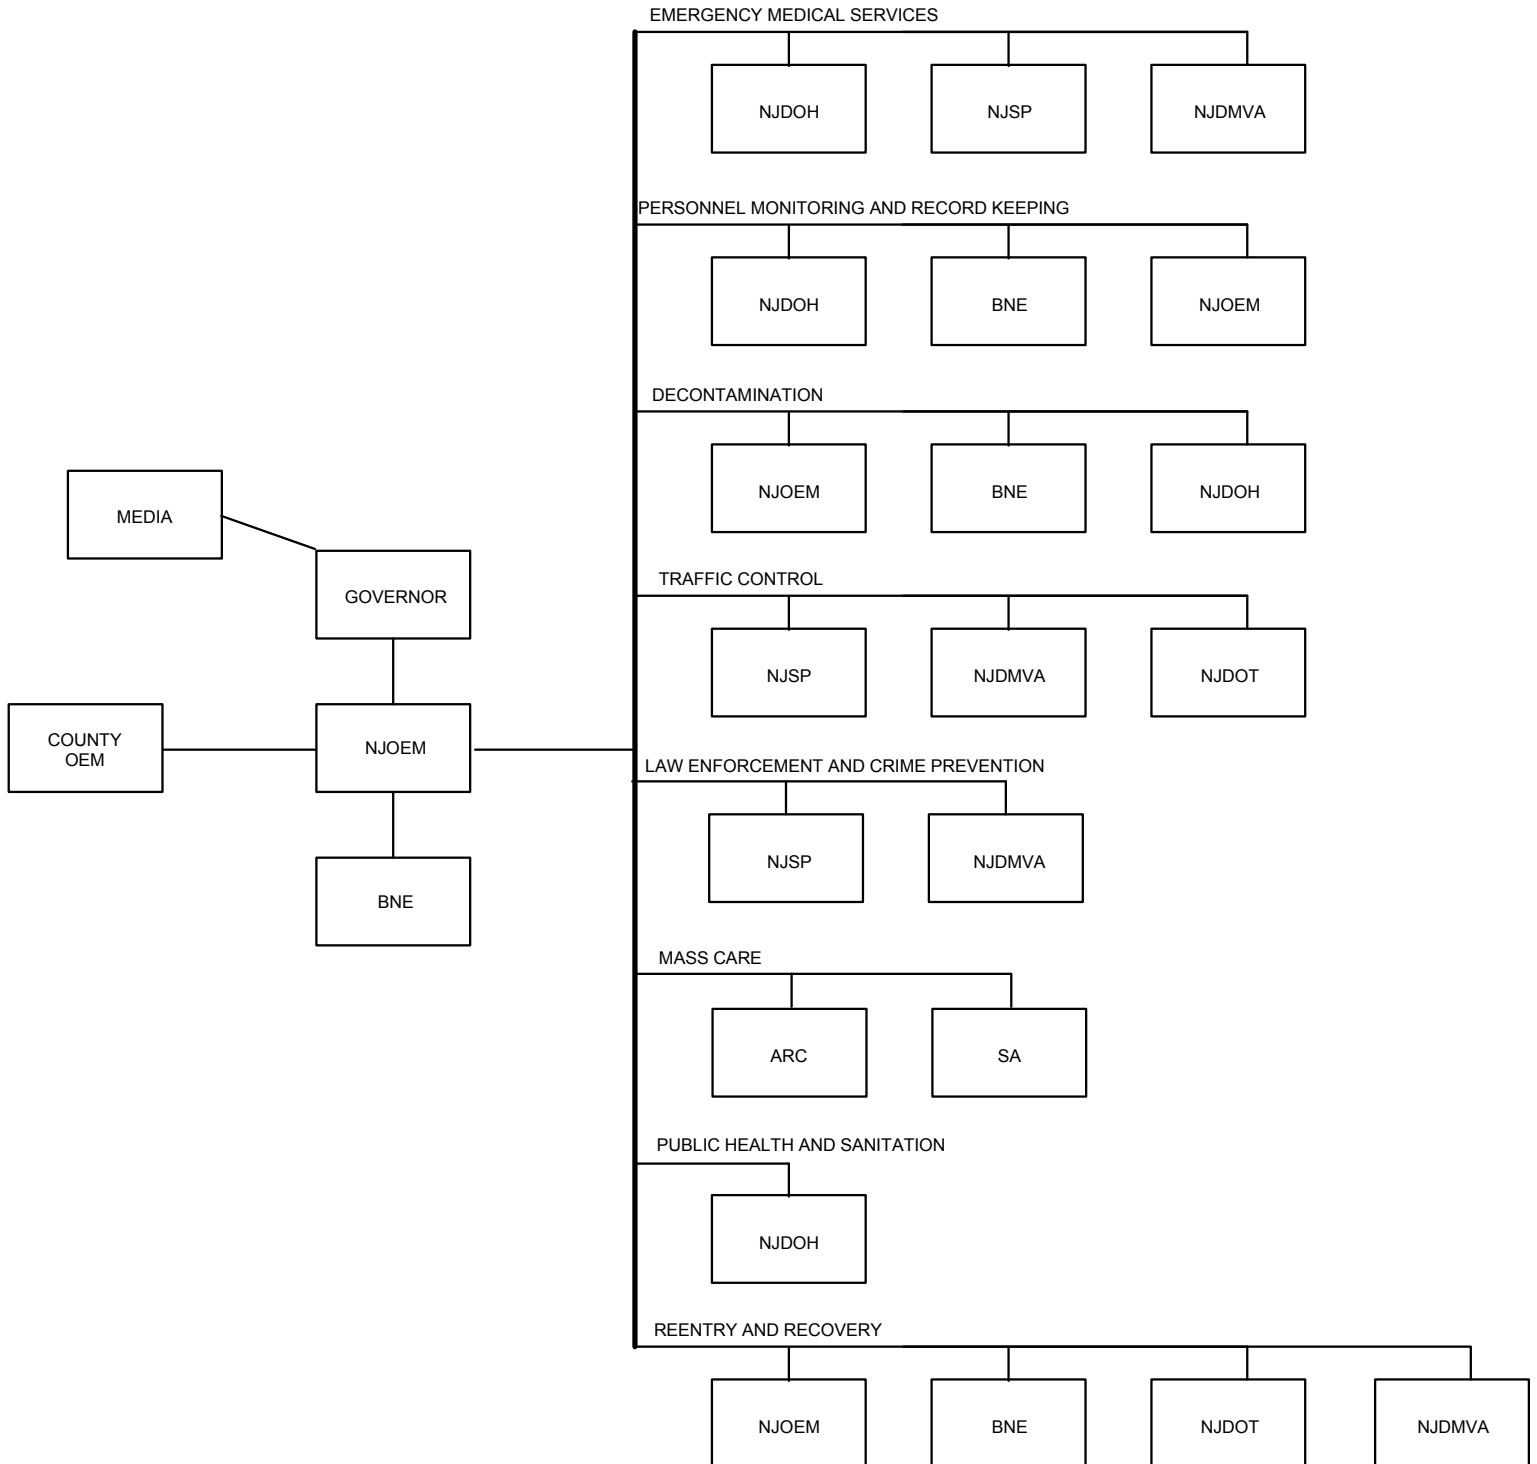 EMERGENCY MEDICAL SERVICES
NJDOH
NJSP
NJDMVA
PERSONNEL MONITORING AND RECORD KEEPING
NJDOH
BNE
NJOEM
DECONTAMINATION
NJOEM
BNE
NJDOH
MEDIA
GOVERNOR
TRAFFIC CONTROL
NJSP
NJDMVA
NJDOT
COUNTY
OEM
NJOEM
LAW ENFORCEMENT AND CRIME PREVENTION
NJSP
NJDMVA
BNE
MASS CARE
ARC
SA
PUBLIC HEALTH AND SANITATION
NJDOH
REENTRY AND RECOVERY
NJOEM
BNE
NJDOT
NJDMVA